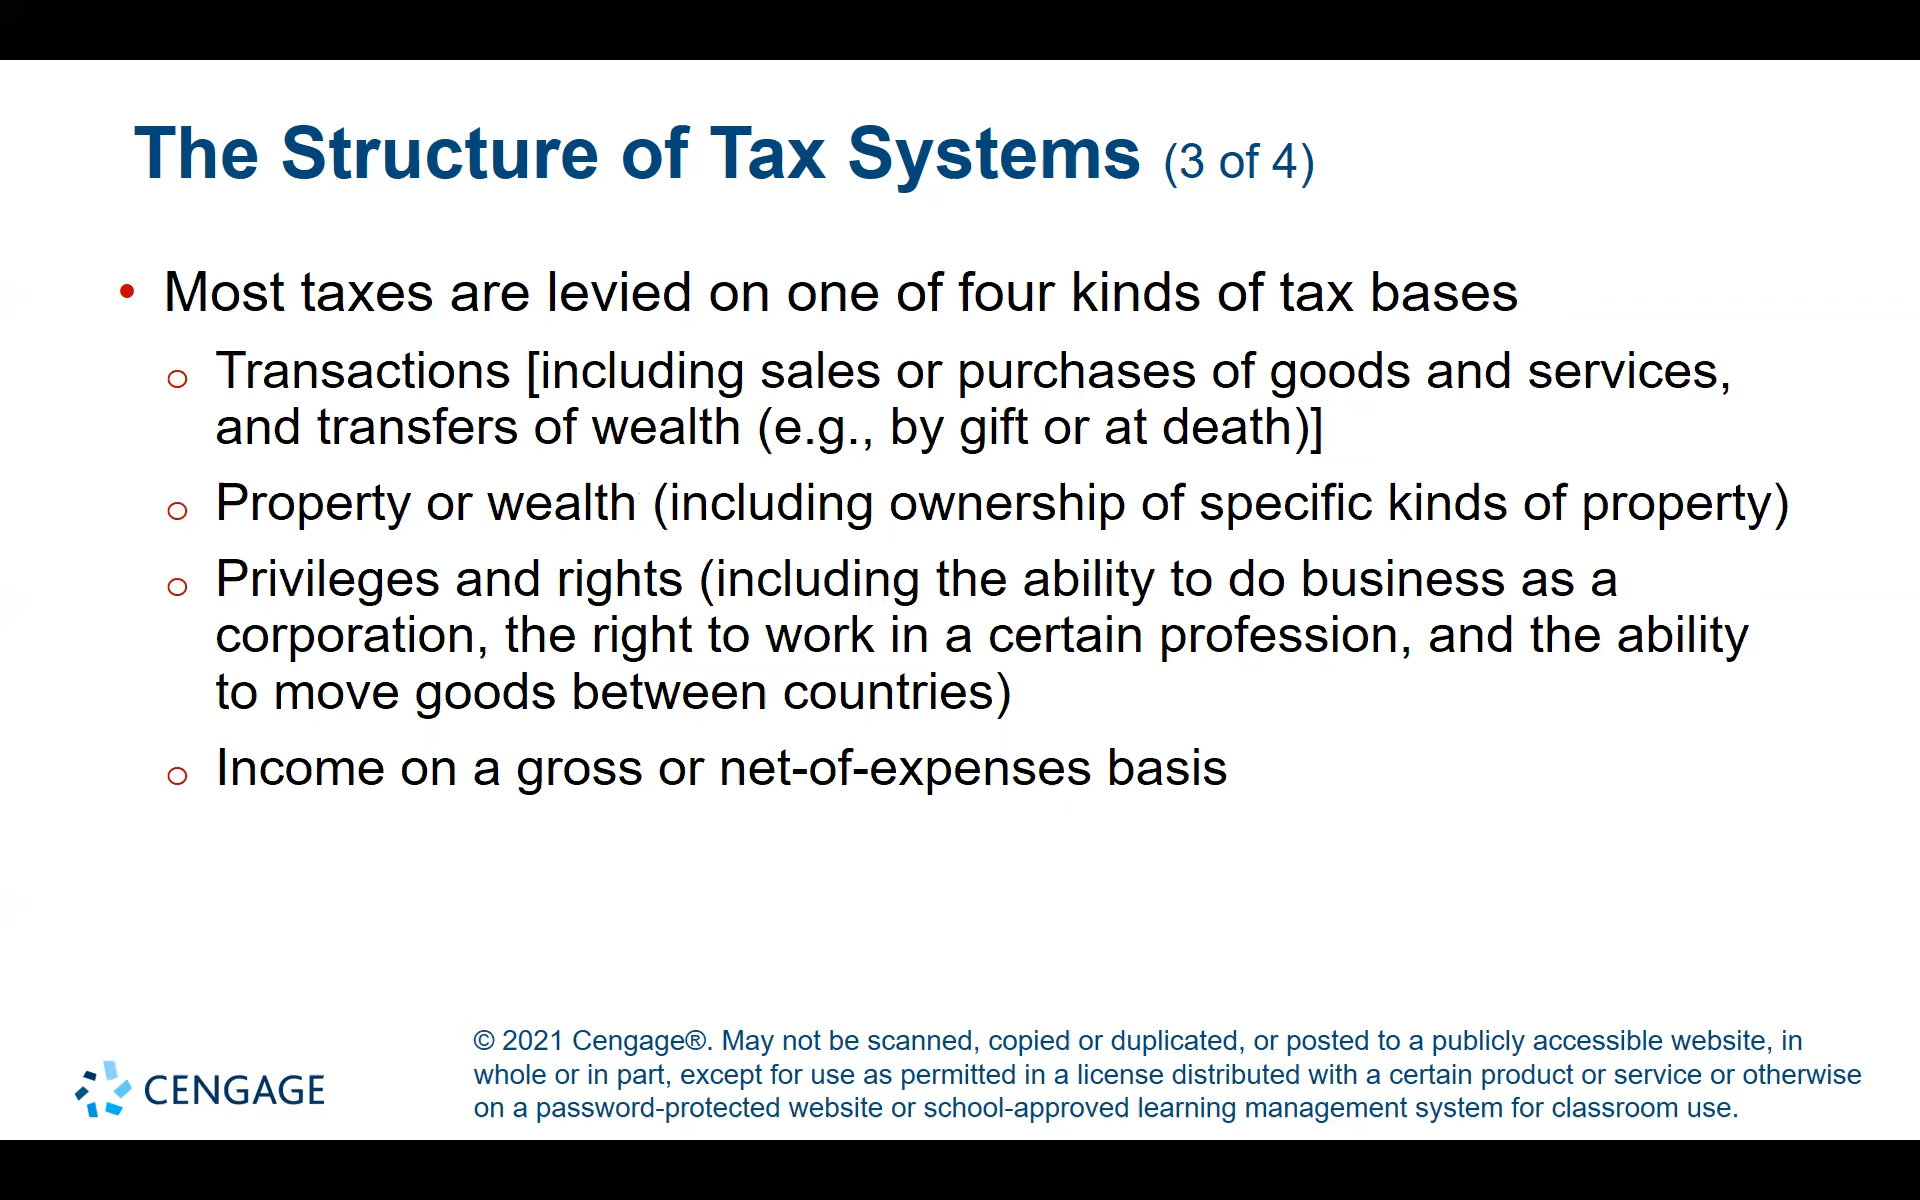 The Structure of Tax Systems (3 of 4)
• Most taxes are levied on one of four kinds of tax bases
o Transactions [including sales or purchases of goods and services,
and transfers of wealth (e.g., by gift or at death)]
o Property or wealth (including ownership of specific kinds of property)
o Privileges and rights (including the ability to do business as a
corporation, the right to work in a certain profession, and the ability
to move goods between countries)
o Income on a gross or net-of-expenses basis
CENGAGE
© 2021 Cengage®. May not be scanned, copied or duplicated, or posted to a publicly accessible website, in
whole or in part, except for use as permitted in a license distributed with a certain product or service or otherwise
on a password-protected website or school-approved learning management system for classroom use.